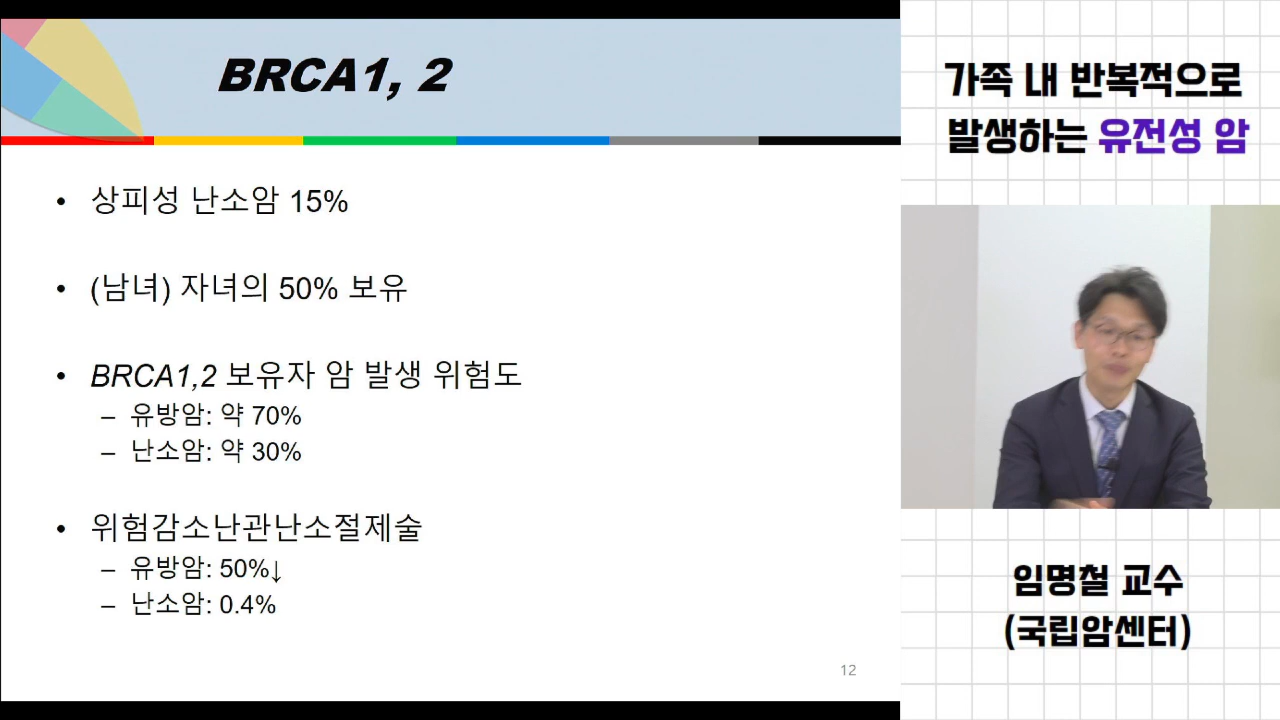 BRCA1, 2
• 상피성 난소암 15%
• (남녀) 자녀의 50% 보유
• BRCA1,2 보유자 암 발생 위험도
– 유방암: 약 70%
– 난소암: 약 30%
• 위험감소난관난소절제술
– 유방암: 50%↓
– 난소암: 0.4%
12
가족 내 반복적으로
발생하는 유전성 암
임명철 교수
(국립암센터)